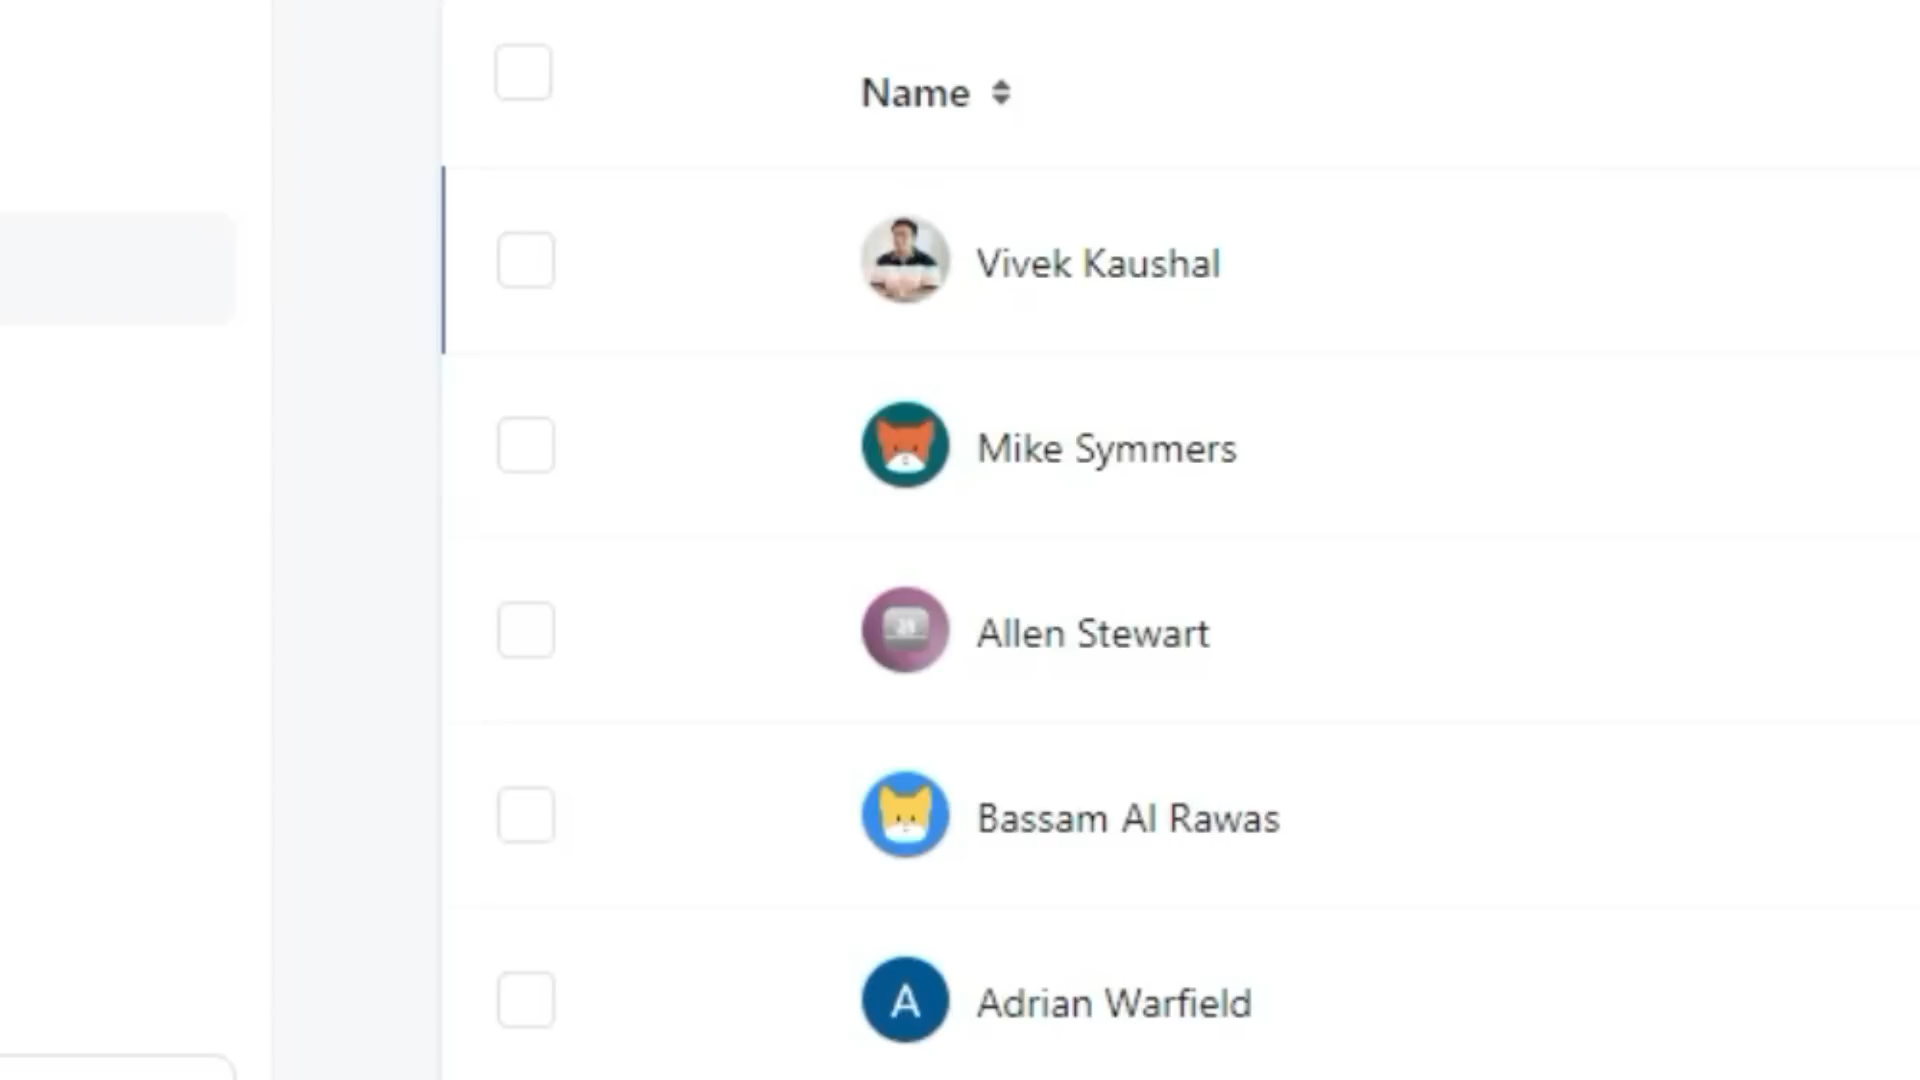 Name
Vivek Kaushal
Mike Symmers
Allen Stewart
Bassam Al Rawas
A Adrian Warfield